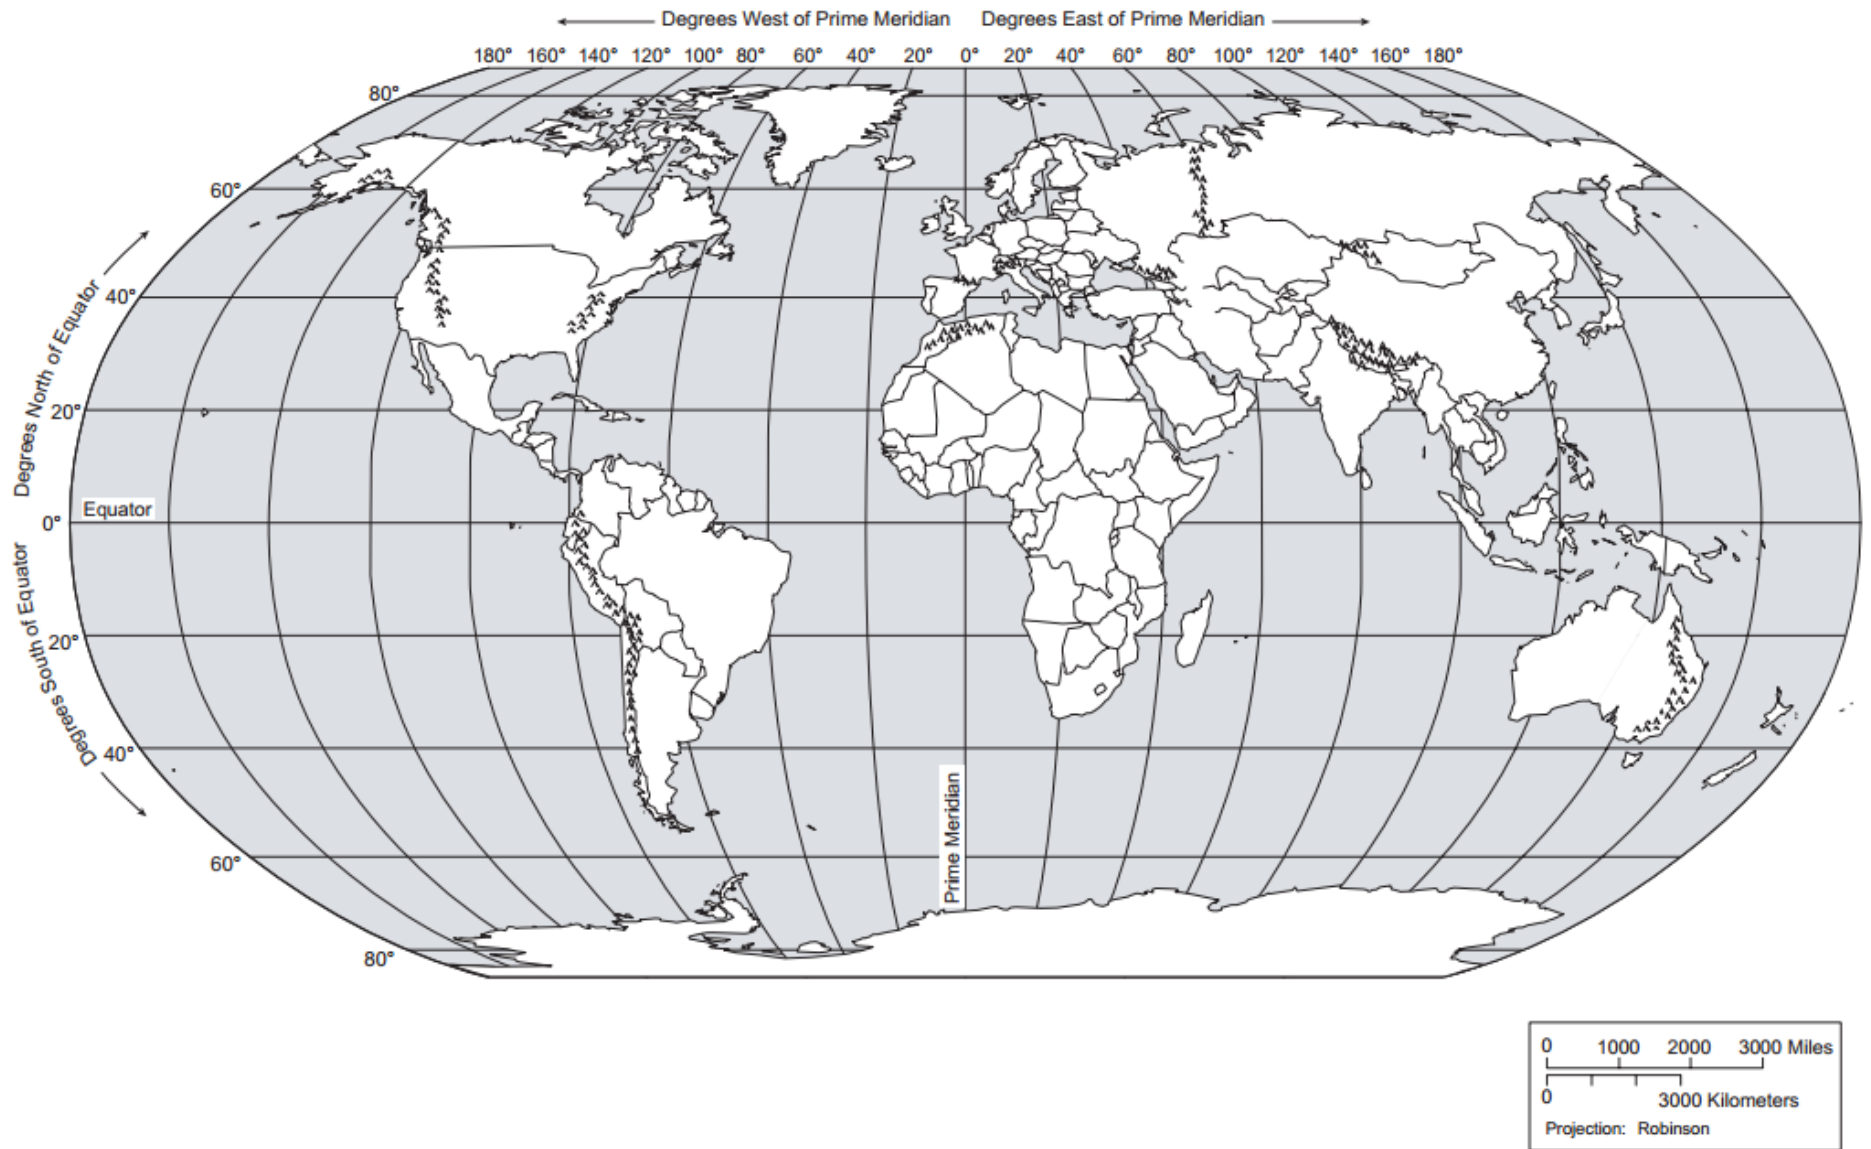 Degrees West of Prime Meridian Degrees East of Prime Meridian
180° 160° 140° 120° 100° 80° 60° 40° 20° 0° 20° 40° 60° 80° 100° 120° 140° 160° 180°
80°
60°
40°
20°
0°
20°
40°
60°
80°
Degrees North of Equator
Degrees South of Equator
Equator
Prime Meridian
0 1000 2000 3000 Miles
0 3000 Kilometers
Projection: Robinson